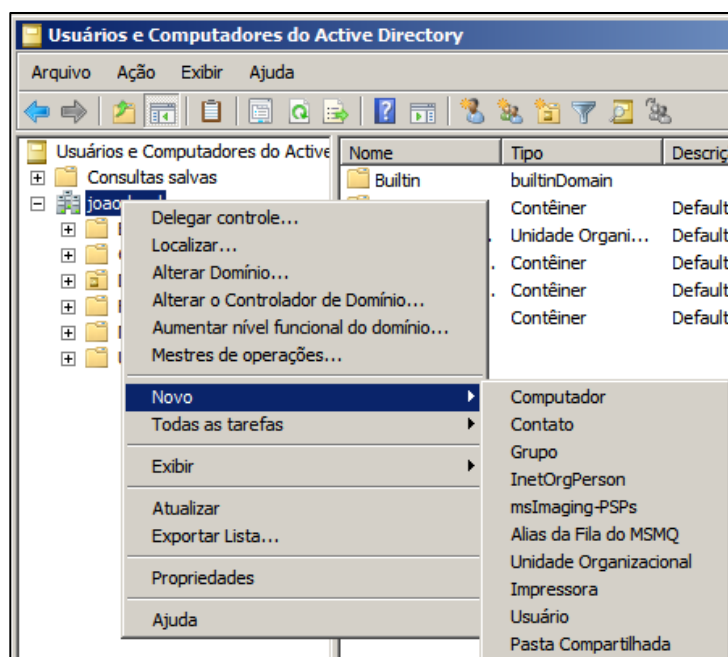 Usuários e Computadores do Active Directory
Arquivo Ação Exibir Ajuda
Usuários e Computadores do Active
Consultas salvas
Nome Tipo Descriç
Builtin builtinDomain
Contêiner Default
Unidade Organi... Default
Contêiner Default
Contêiner Default
Contêiner Default
Delegar controle...
Localizar...
Alterar Domínio...
Alterar o Controlador de Domínio...
Aumentar nível funcional do domínio...
Mestres de operações...
Novo
Todas as tarefas
Exibir
Atualizar
Exportar Lista...
Propriedades
Ajuda
Computador
Contato
Grupo
InetOrgPerson
msImaging-PSPs
Alias da Fila do MSMQ
Unidade Organizacional
Impressora
Usuário
Pasta Compartilhada